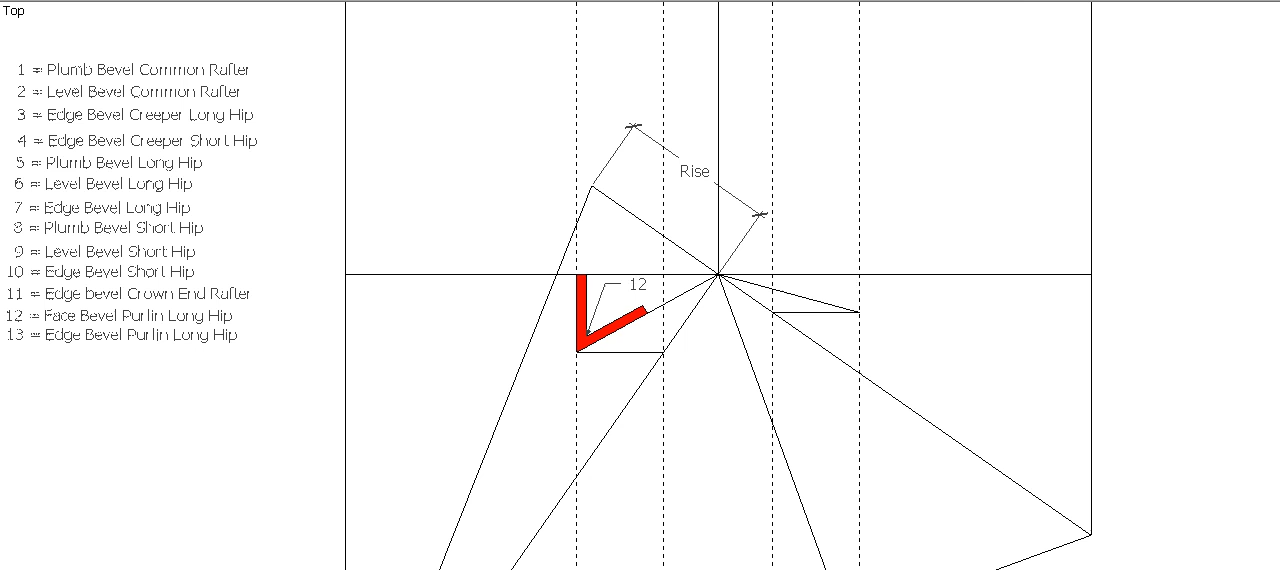 Top
1 = Plumb Bevel Common Rafter
2 = Level Bevel Common Rafter
3 = Edge Bevel Creeper Long Hip
4 = Edge Bevel Creeper Short Hip
5 = Plumb Bevel Long Hip
6 = Level Bevel Long Hip
7 = Edge Bevel Long Hip
8 = Plumb Bevel Short Hip
9 = Level Bevel Short Hip
10 = Edge Bevel Short Hip
11 = Edge bevel Crown End Rafter
12 = Face Bevel Purlin Long Hip
13 = Edge Bevel Purlin Long Hip
Rise
12